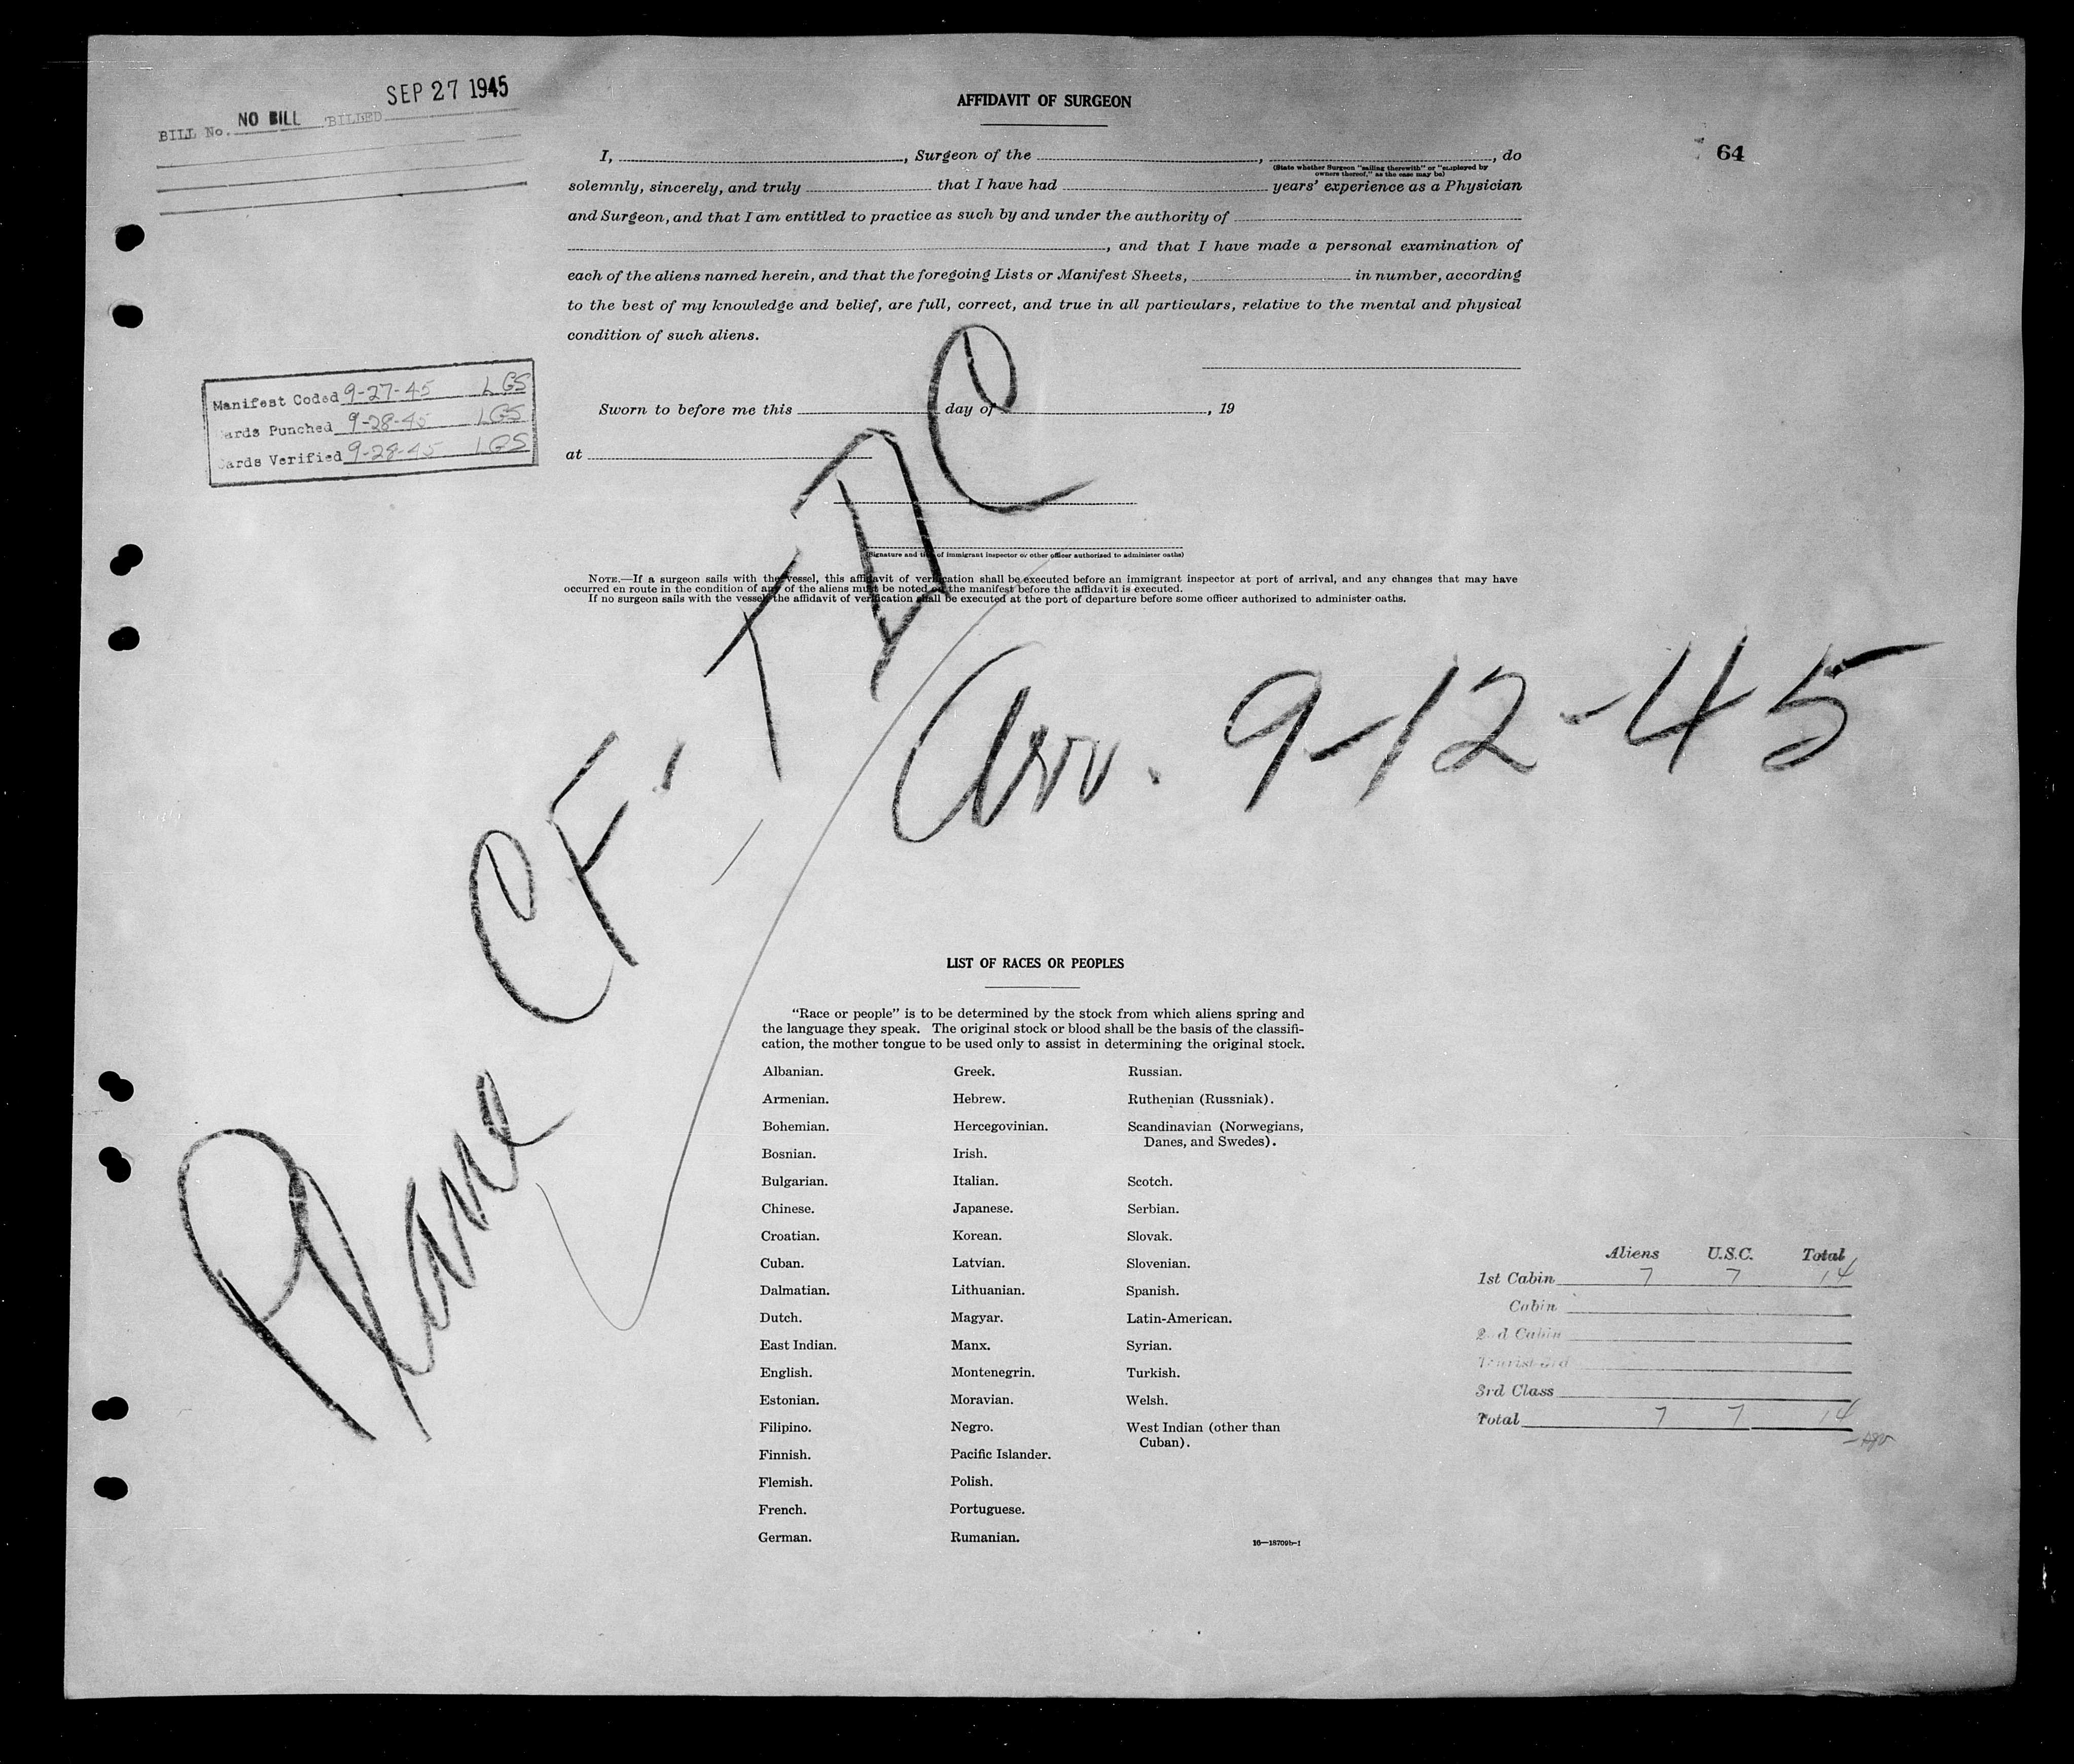 SEP 27 1945
BILL No. NO BILL BILLED
AFFIDAVIT OF SURGEON
64
I, , Surgeon of the , , do
(State whether Surgeon "sailing therewith" or "employed by
owners thereof," as the case may be)
solemnly, sincerely, and truly that I have had years' experience as a Physician
and Surgeon, and that I am entitled to practice as such by and under the authority of
, and that I have made a personal examination of
each of the aliens named herein, and that the foregoing Lists or Manifest Sheets, in number, according
to the best of my knowledge and belief, are full, correct, and true in all particulars, relative to the mental and physical
condition of such aliens.
Manifest Coded 9-27-45 LGS
Cards Punched 9-28-45 LGS
Cards Verified 9-28-45 LGS
Sworn to before me this day of , 19
at
(Signature and title of immigrant inspector or other officer authorized to administer oaths)
NOTE.—If a surgeon sails with the vessel, this affidavit of verification shall be executed before an immigrant inspector at port of arrival, and any changes that may have
occurred en route in the condition of any of the aliens must be noted on the manifest before the affidavit is executed.
If no surgeon sails with the vessel, the affidavit of verification shall be executed at the port of departure before some officer authorized to administer oaths.
Plane CF-TDC
Arr. 9-12-45
LIST OF RACES OR PEOPLES
"Race or people" is to be determined by the stock from which aliens spring and
the language they speak. The original stock or blood shall be the basis of the classifi-
cation, the mother tongue to be used only to assist in determining the original stock.
Albanian. Greek. Russian.
Armenian. Hebrew. Ruthenian (Russniak).
Bohemian. Hercegovinian. Scandinavian (Norwegians,
Danes, and Swedes).
Bosnian. Irish.
Bulgarian. Italian. Scotch.
Chinese. Japanese. Serbian.
Croatian. Korean. Slovak.
Cuban. Latvian. Slovenian.
Dalmatian. Lithuanian. Spanish.
Dutch. Magyar. Latin-American.
East Indian. Manx. Syrian.
English. Montenegrin. Turkish.
Estonian. Moravian. Welsh.
Filipino. Negro. West Indian (other than
Cuban).
Finnish. Pacific Islander.
Flemish. Polish.
French. Portuguese.
German. Rumanian.
16—18709b-1
Aliens U.S.C. Total
1st Cabin 7 7 14
Cabin
2nd Cabin
Tourist 3rd
3rd Class
Total 7 7 14